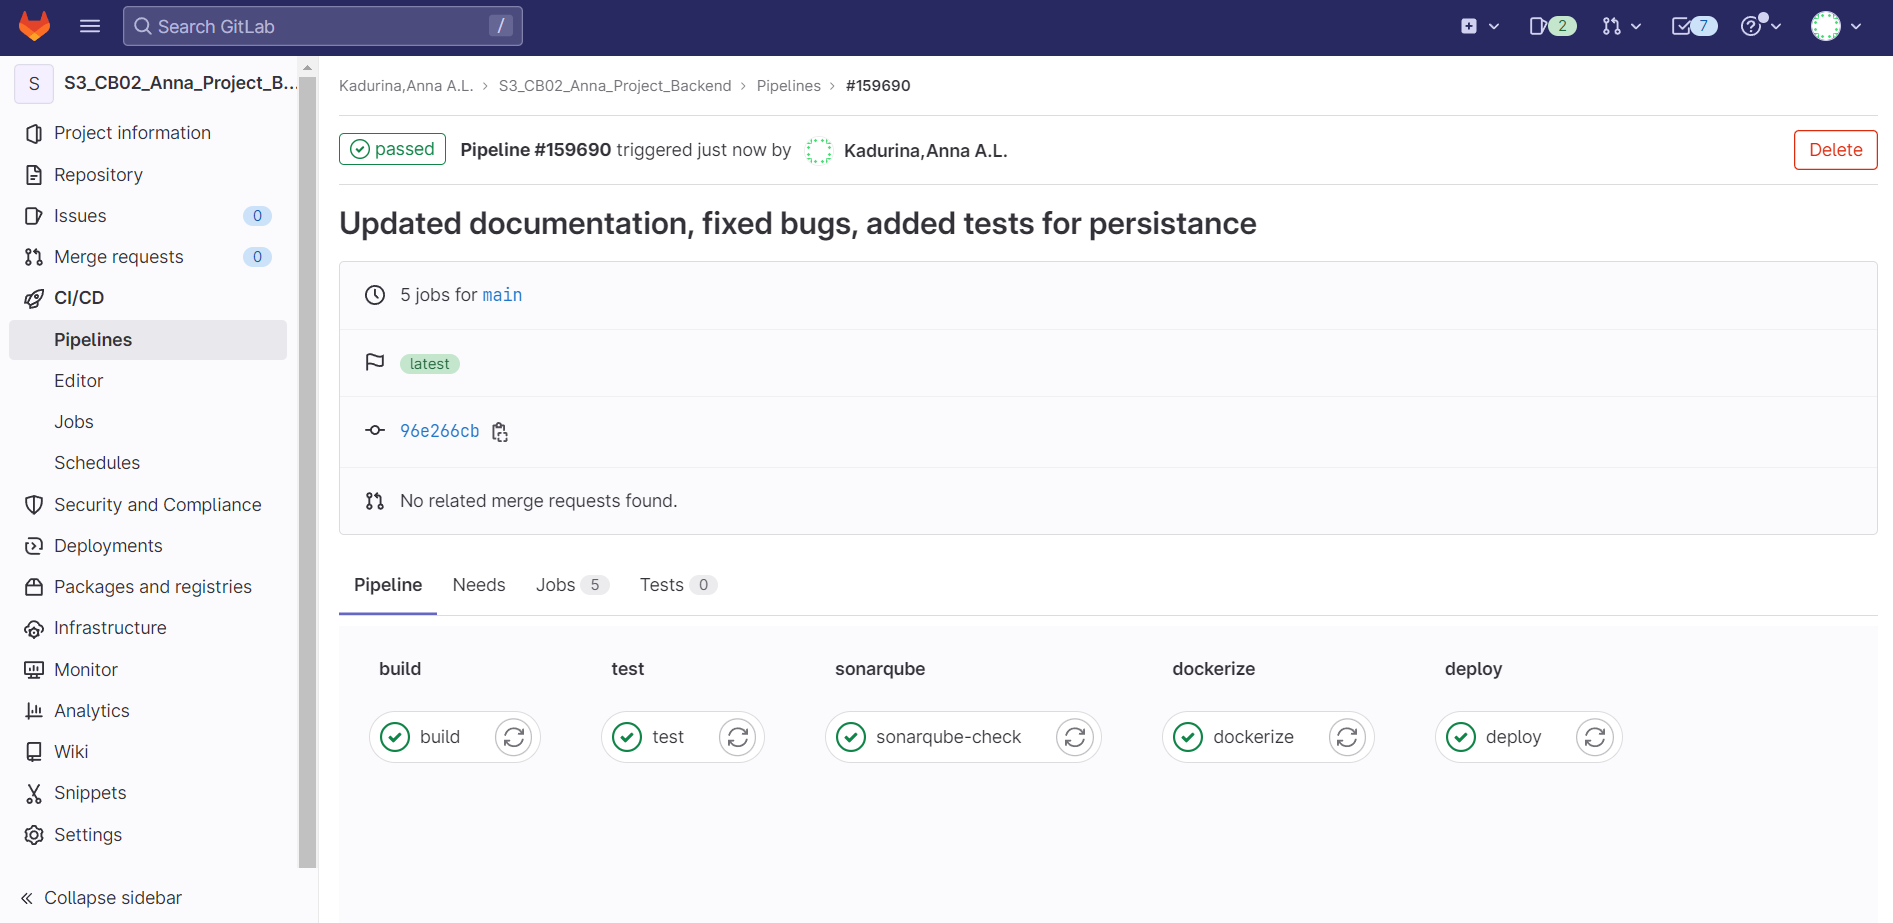 Search GitLab /
2
7
S S3_CB02_Anna_Project_B...
Project information
Repository
Issues 0
Merge requests 0
CI/CD
Pipelines
Editor
Jobs
Schedules
Security and Compliance
Deployments
Packages and registries
Infrastructure
Monitor
Analytics
Wiki
Snippets
Settings
« Collapse sidebar
Kadurina,Anna A.L. › S3_CB02_Anna_Project_Backend › Pipelines › #159690
passed Pipeline #159690 triggered just now by Kadurina,Anna A.L. Delete
Updated documentation, fixed bugs, added tests for persistance
5 jobs for main
latest
96e266cb
No related merge requests found.
Pipeline Needs Jobs 5 Tests 0
build test sonarqube dockerize deploy
build test sonarqube-check dockerize deploy